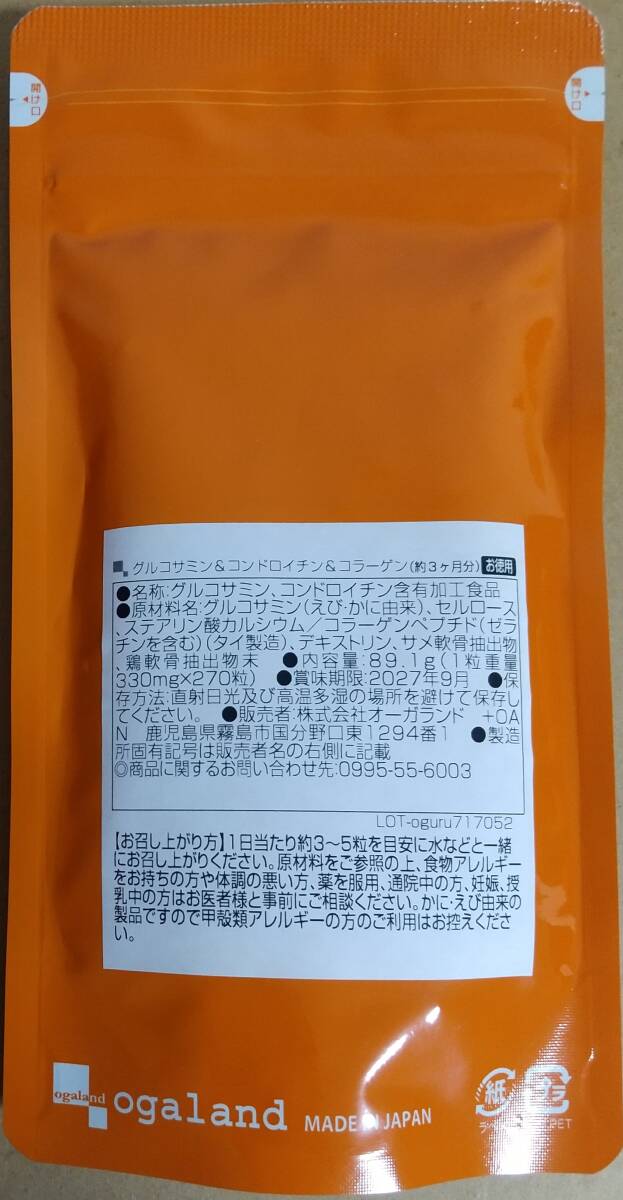 開け口
開け口
グルコサミン&コンドロイチン&コラーゲン(約3ヶ月分) お徳用
●名称:グルコサミン、コンドロイチン含有加工食品
●原材料名:グルコサミン(えび・かに由来)、セルロース
、ステアリン酸カルシウム/コラーゲンペプチド(ゼラ
チンを含む)(タイ製造)、デキストリン、サメ軟骨抽出物
、鶏軟骨抽出物末 ●内容量:89.1g(1粒重量
330mg×270粒) ●賞味期限:2027年9月 ●保
存方法:直射日光及び高温多湿の場所を避けて保存し
てください。 ●販売者:株式会社オーガランド +OA
N 鹿児島県霧島市国分野口東1294番1 ●製造
所固有記号は販売者名の右側に記載
◎商品に関するお問い合わせ先:0995-55-6003
LOT-oguru717052
【お召し上がり方】1日当たり約3~5粒を目安に水などと一緒
にお召し上がりください。原材料をご参照の上、食物アレルギー
をお持ちの方や体調の悪い方、薬を服用、通院中の方、妊娠、授
乳中の方はお医者様と事前にご相談ください。かに・えび由来の
製品ですので甲殻類アレルギーの方のご利用はお控えくださ
い。
ogaland
ogaland MADE IN JAPAN
紙 プラ
PET